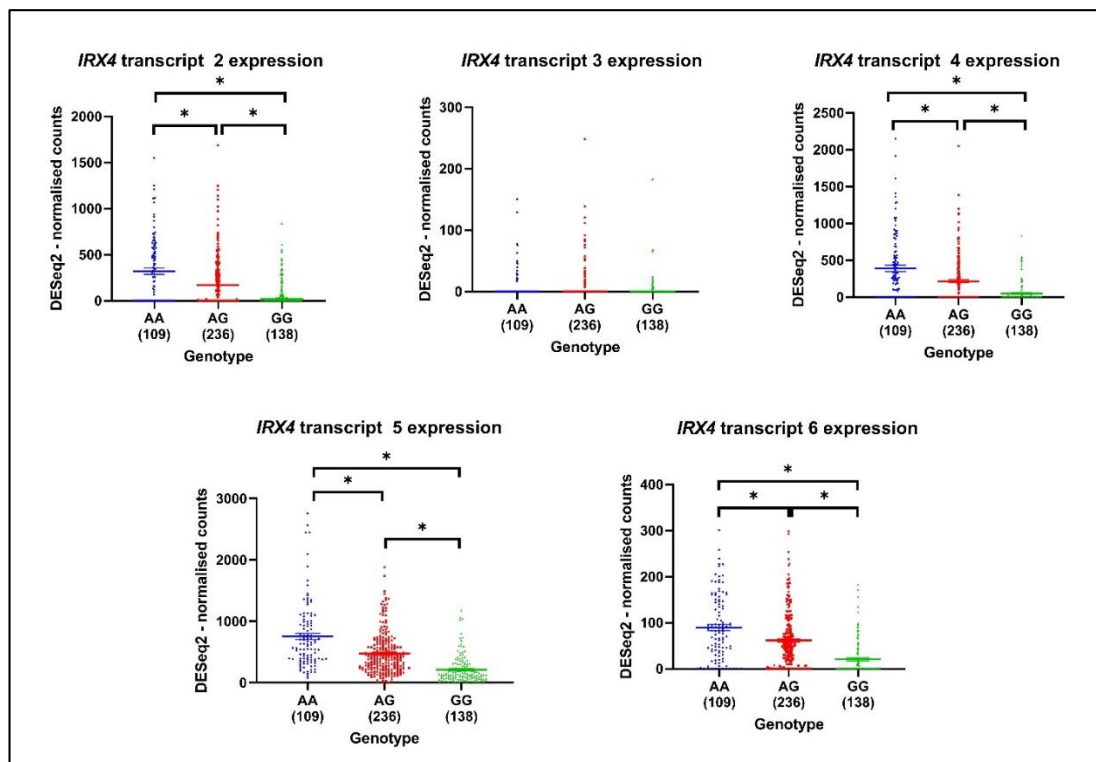 IRX4 transcript 2 expression
*
* *
2000
1500
1000
500
0
DESeq2 - normalised counts
AA AG GG
(109) (236) (138)
Genotype
IRX4 transcript 3 expression
300
200
100
0
DESeq2 - normalised counts
AA AG GG
(109) (236) (138)
Genotype
IRX4 transcript 4 expression
*
* *
2500
2000
1500
1000
500
0
DESeq2 - normalised counts
AA AG GG
(109) (236) (138)
Genotype
IRX4 transcript 5 expression
*
*
*
3000
2000
1000
0
DESeq2 - normalised counts
AA AG GG
(109) (236) (138)
Genotype
IRX4 transcript 6 expression
*
* *
400
300
200
100
0
DESeq2 - normalised counts
AA AG GG
(109) (236) (138)
Genotype